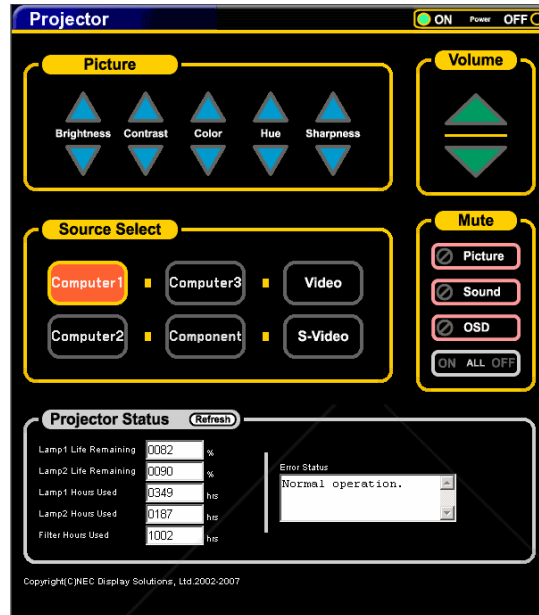 Projector
ON Power OFF
Picture
Brightness Contrast Color Hue Sharpness
Volume
Source Select
Computer1 Computer3 Video
Computer2 Component S-Video
Mute
Picture
Sound
OSD
ON ALL OFF
Projector Status Refresh
Lamp1 Life Remaining 0082 %
Lamp2 Life Remaining 0090 %
Lamp1 Hours Used 0349 hrs
Lamp2 Hours Used 0187 hrs
Filter Hours Used 1002 hrs
Error Status
Normal operation.
Copyright(C)NEC Display Solutions, Ltd.2002-2007